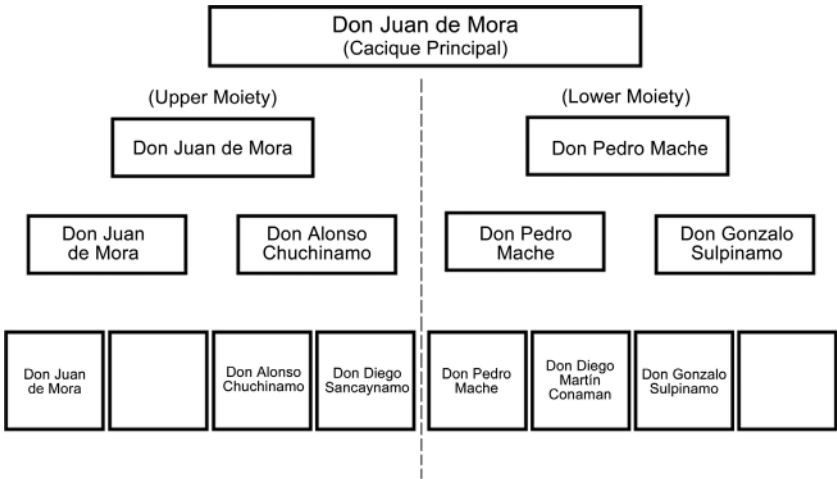 Don Juan de Mora
(Cacique Principal)
(Upper Moiety)
(Lower Moiety)
Don Juan de Mora
Don Pedro Mache
Don Juan
de Mora
Don Alonso
Chuchinamo
Don Pedro
Mache
Don Gonzalo
Sulpinamo
Don Juan
de Mora
Don Alonso
Chuchinamo
Don Diego
Sancaynamo
Don Pedro
Mache
Don Diego
Martín
Conaman
Don Gonzalo
Sulpinamo